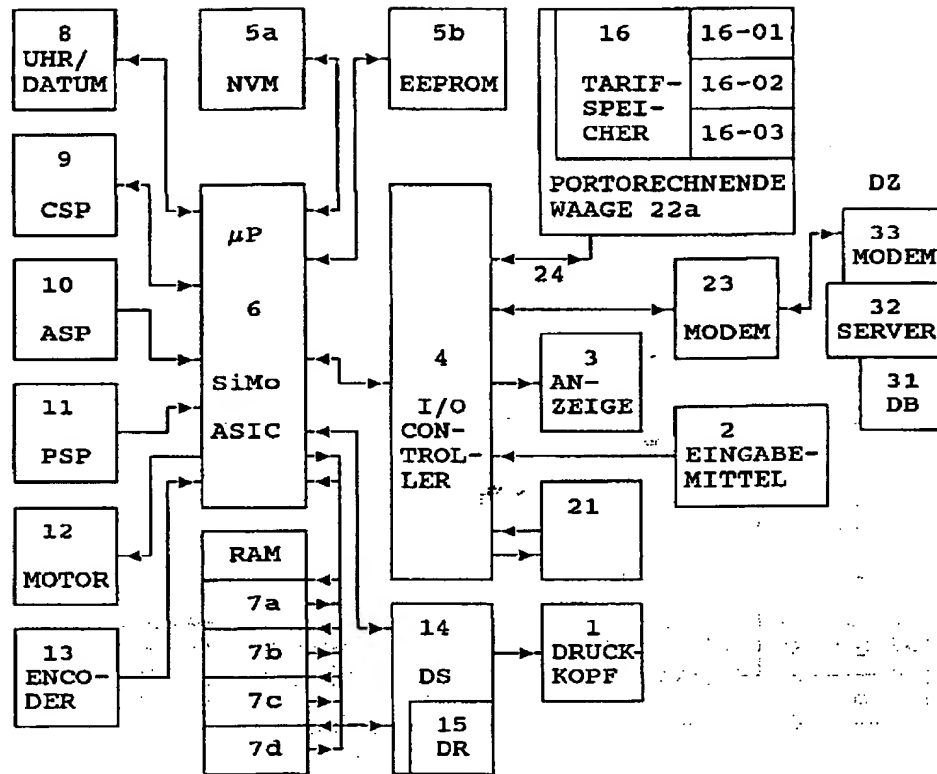 8
UHR/
DATUM
5a
NVM
5b
EEPROM
16
TARIF-
SPEI-
CHER
16-01
16-02
16-03
PORTORECHNENDE
WAAGE 22a
9
CSP
10
ASP
11
PSP
12
MOTOR
13
ENCO-
DER
µP
6
SiMo
ASIC
RAM
7a
7b
7c
7d
4
I/O
CON-
TROL-
LER
24
23
MODEM
DZ
33
MODEM
32
SERVER
31
DB
3
AN-
ZEIGE
2
EINGABE-
MITTEL
21
14
DS
15
DR
1
DRUCK-
KOPF